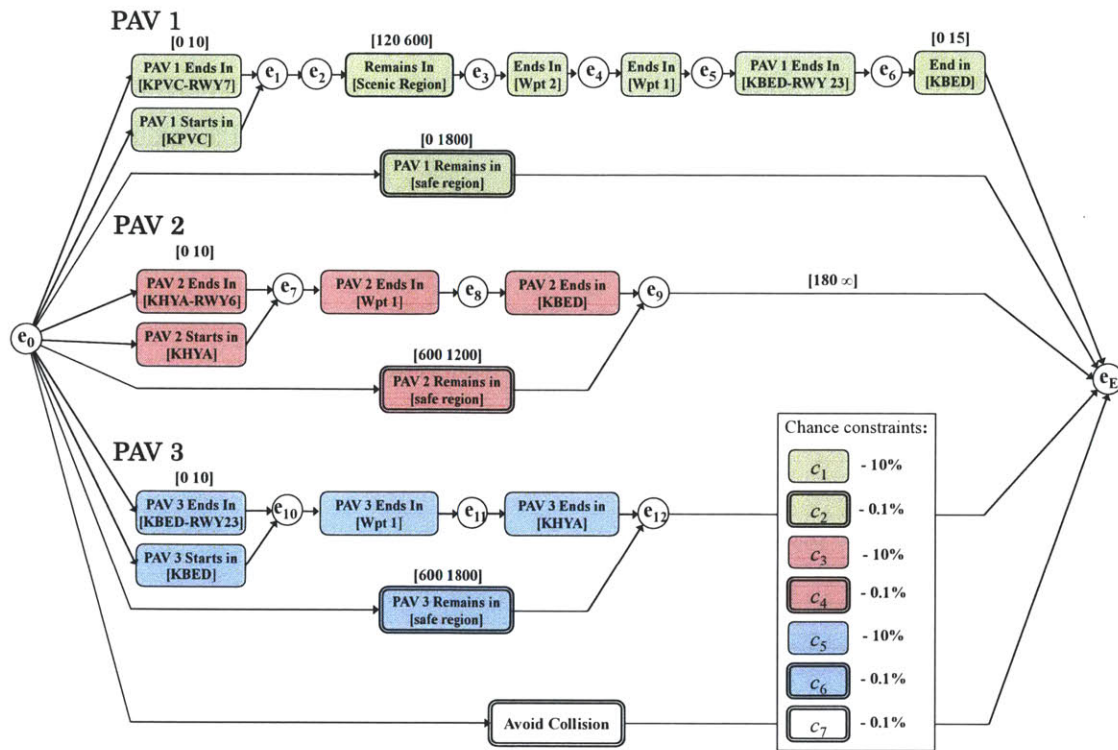 PAV 1
[0 10]
[120 600]
[0 15]
PAV 1 Ends In
[KPVC-RWY7]
e1
e2
Remains In
[Scenic Region]
e3
Ends In
[Wpt 2]
e4
Ends In
[Wpt 1]
e5
PAV 1 Ends In
[KBED-RWY 23]
e6
End in
[KBED]
PAV 1 Starts in
[KPVC]
[0 1800]
PAV 1 Remains in
[safe region]
PAV 2
[0 10]
PAV 2 Ends In
[KHYA-RWY6]
e7
PAV 2 Ends In
[Wpt 1]
e8
PAV 2 Ends in
[KBED]
e9
[180 ∞]
e0
PAV 2 Starts in
[KHYA]
[600 1200]
PAV 2 Remains in
[safe region]
eE
PAV 3
[0 10]
PAV 3 Ends In
[KBED-RWY23]
e10
PAV 3 Ends In
[Wpt 1]
e11
PAV 3 Ends in
[KHYA]
e12
PAV 3 Starts in
[KBED]
[600 1800]
PAV 3 Remains in
[safe region]
Avoid Collision
Chance constraints:
c1 - 10%
c2 - 0.1%
c3 - 10%
c4 - 0.1%
c5 - 10%
c6 - 0.1%
c7 - 0.1%